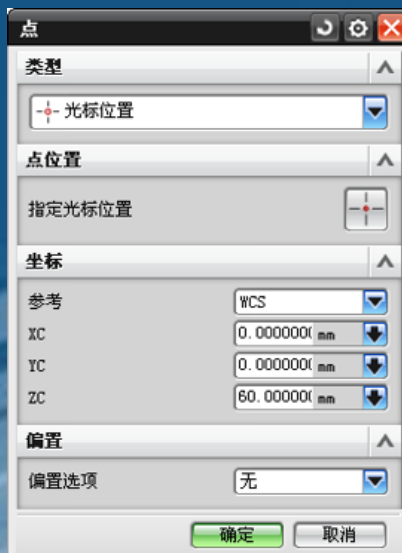 点
类型
光标位置
点位置
指定光标位置
坐标
参考 WCS
XC 0.0000000 mm
YC 0.0000000 mm
ZC 60.000000 mm
偏置
偏置选项 无
确定 取消